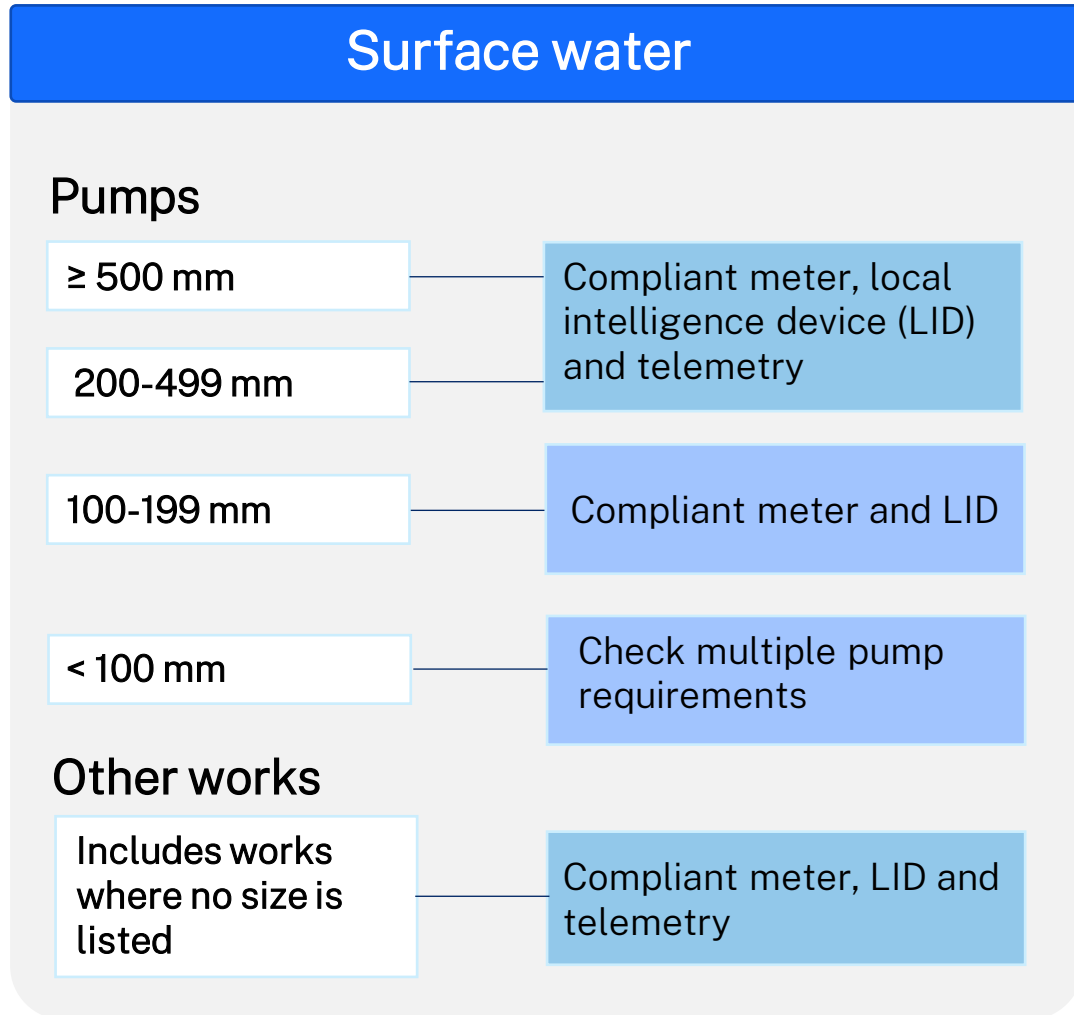 Surface water
Pumps
≥ 500 mm
Compliant meter, local
intelligence device (LID)
and telemetry
200-499 mm
100-199 mm
Compliant meter and LID
< 100 mm
Check multiple pump
requirements
Other works
Includes works
where no size is
listed
Compliant meter, LID and
telemetry